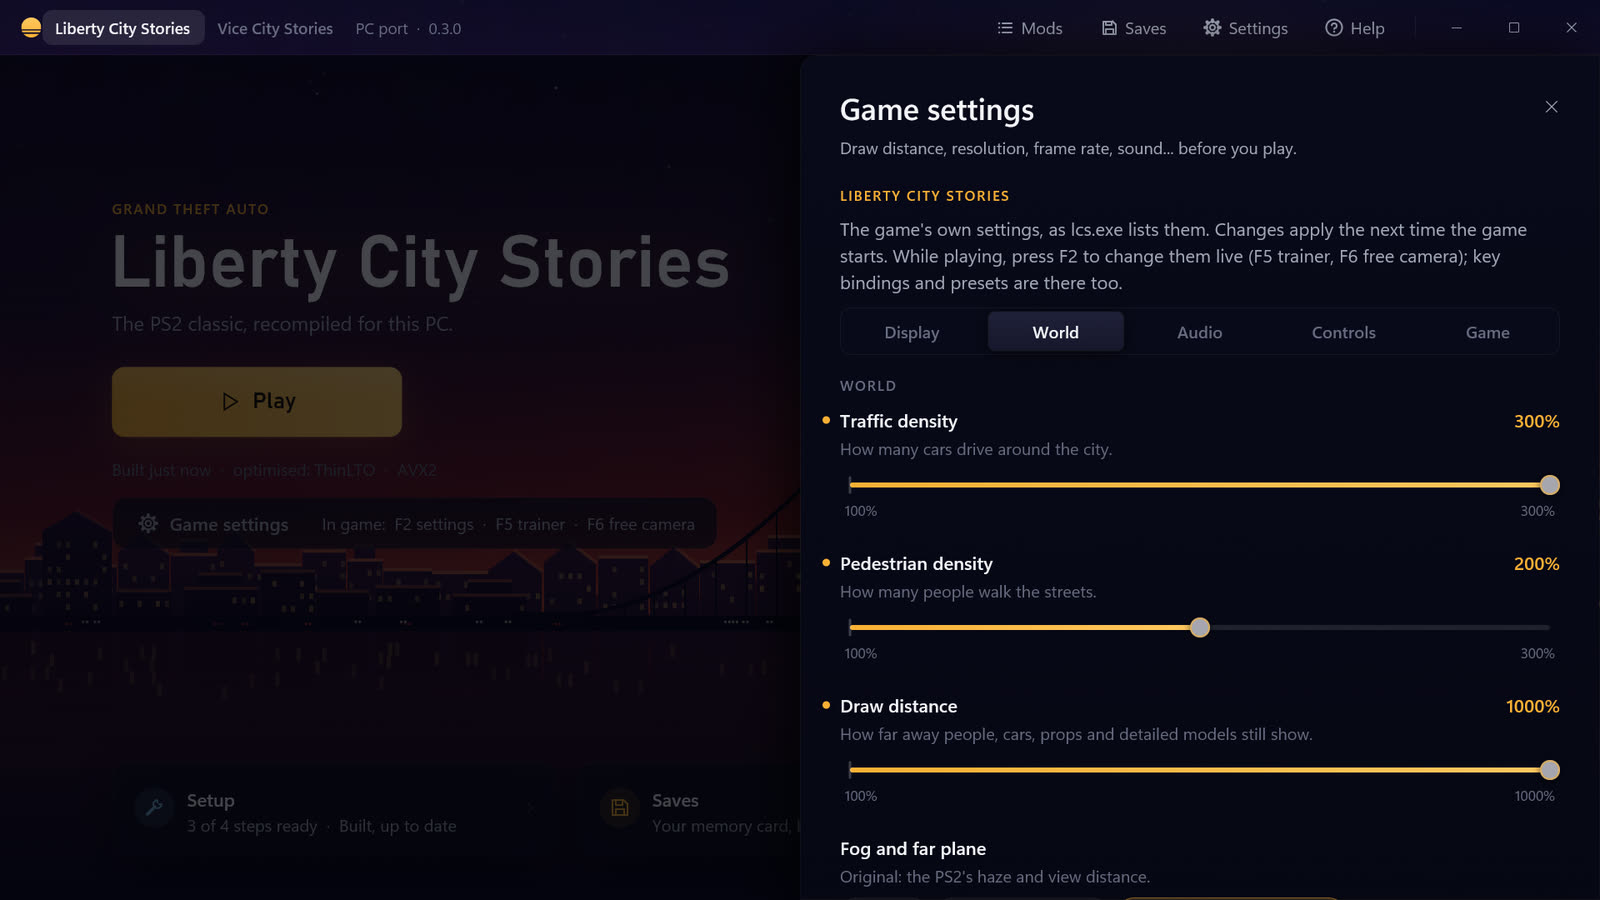 Liberty City Stories
Vice City Stories
PC port · 0.3.0
Mods
Saves
Settings
Help
GRAND THEFT AUTO
Liberty City Stories
The PS2 classic, recompiled for this PC.
Play
Built just now · optimised: ThinLTO · AVX2
Game settings
In game: F2 settings · F5 trainer · F6 free camera
Setup
3 of 4 steps ready · Built, up to date
Saves
Your memory card,
Game settings
Draw distance, resolution, frame rate, sound... before you play.
LIBERTY CITY STORIES
The game's own settings, as lcs.exe lists them. Changes apply the next time the game
starts. While playing, press F2 to change them live (F5 trainer, F6 free camera); key
bindings and presets are there too.
Display
World
Audio
Controls
Game
WORLD
Traffic density
300%
How many cars drive around the city.
100%
300%
Pedestrian density
200%
How many people walk the streets.
100%
300%
Draw distance
1000%
How far away people, cars, props and detailed models still show.
100%
1000%
Fog and far plane
Original: the PS2's haze and view distance.